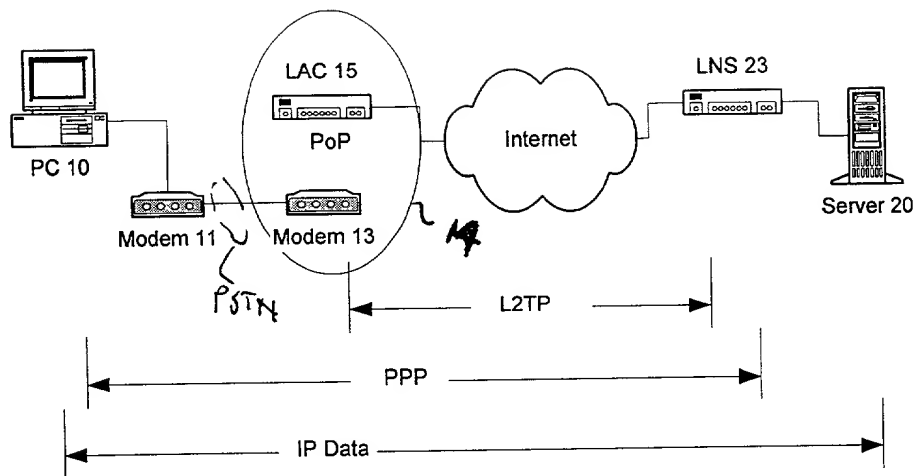 LAC 15
PoP
PC 10
Modem 11
Modem 13
Internet
LNS 23
Server 20
PSTN
L2TP
PPP
IP Data